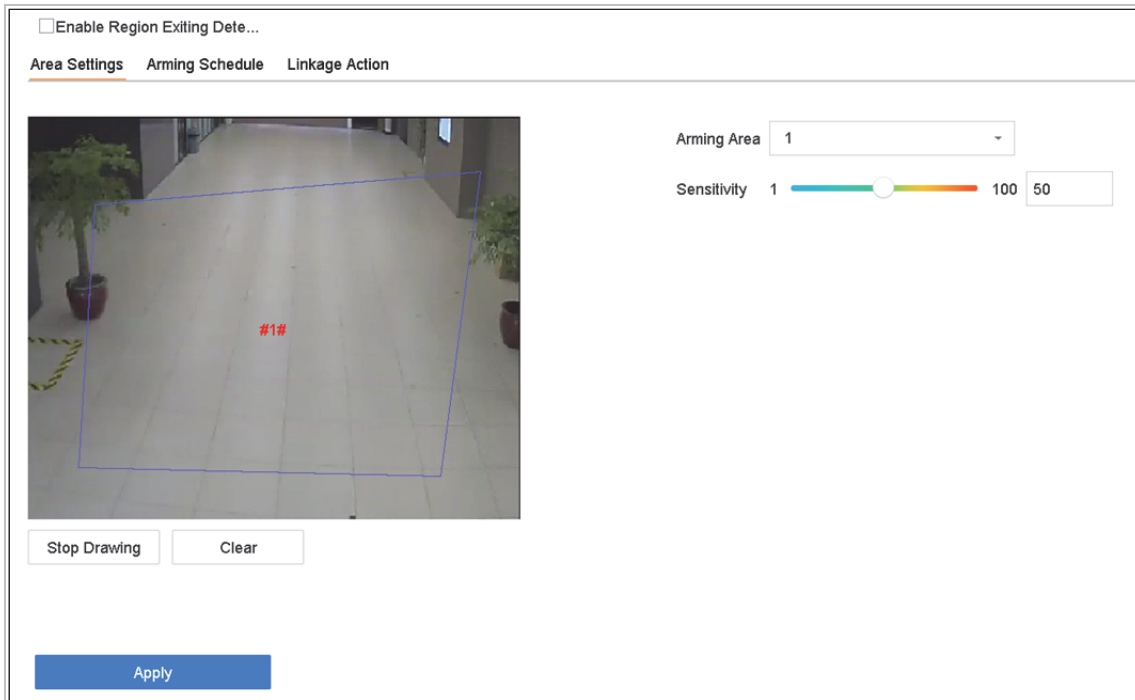 Enable Region Exiting Dete...
Area Settings Arming Schedule Linkage Action
Arming Area 1
Sensitivity 1 100 50
#1#
Stop Drawing Clear
Apply